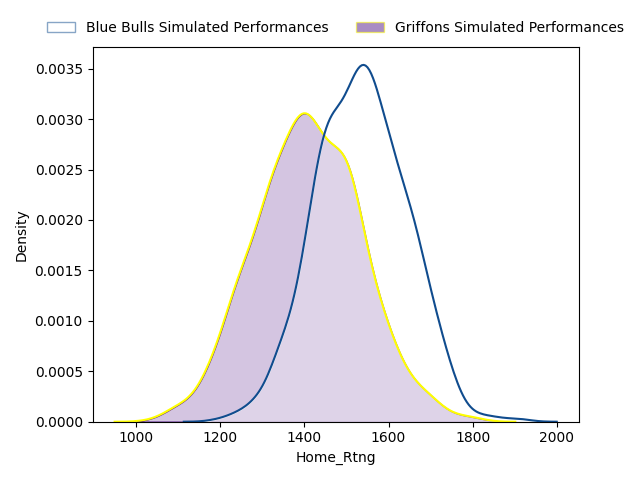 Blue Bulls Simulated Performances Griffons Simulated Performances
0.0035
0.0030
0.0025
0.0020
0.0015
0.0010
0.0005
0.0000
Density
1000 1200 1400 1600 1800 2000
Home_Rtng